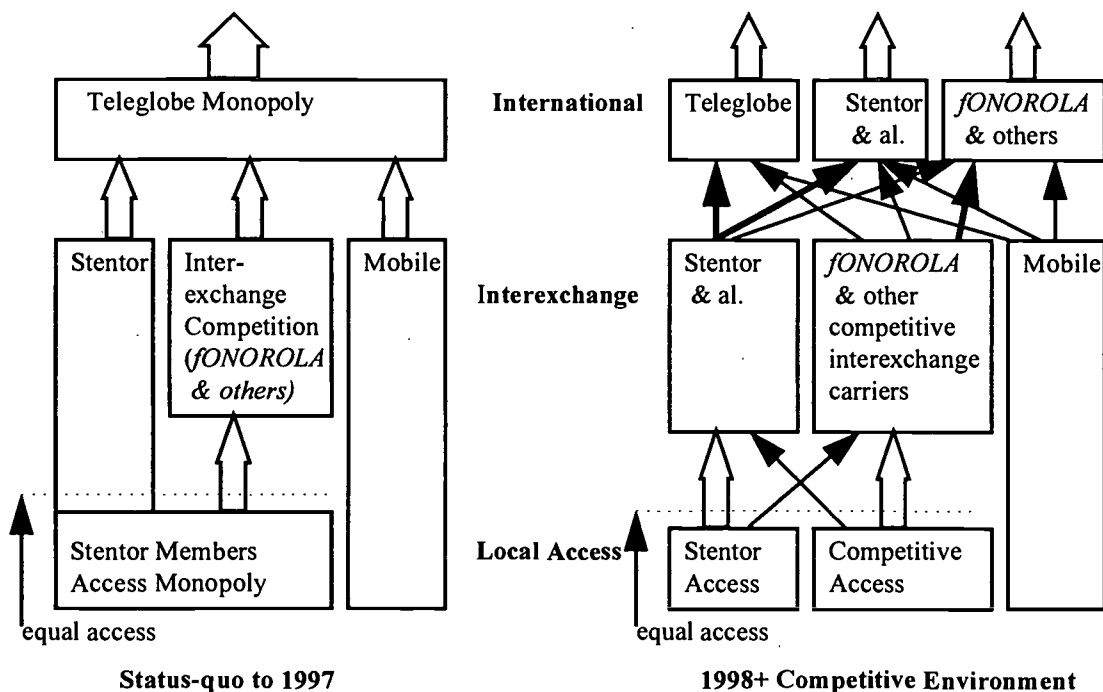 Teleglobe Monopoly
Stentor
Inter-
exchange
Competition
(fONOROLA
& others)
Mobile
Stentor Members
Access Monopoly
equal access
Status-quo to 1997
International
Interexchange
Local Access
Teleglobe
Stentor
& al.
fONOROLA
& others
Stentor
& al.
fONOROLA
& other
competitive
interexchange
carriers
Mobile
Stentor
Access
Competitive
Access
equal access
1998+ Competitive Environment